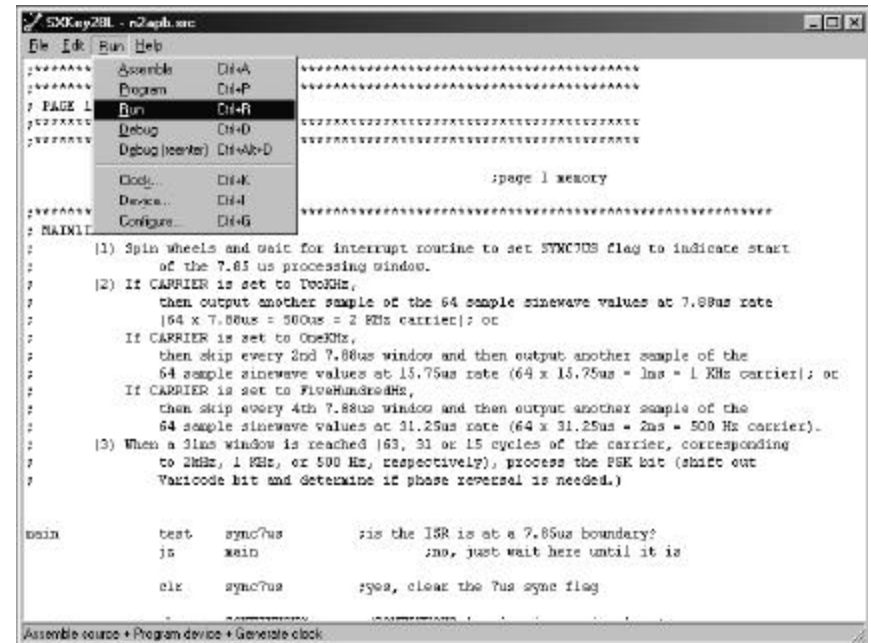 SXKey28L - n2apb.src
File Edit Run Help
Assemble Ctrl+A
Program Ctrl+P
; PAGE 1
Run Ctrl+R
Debug Ctrl+D
Debug (reenter) Ctrl+Alt+D
Clock... Ctrl+K
;page 1 memory
Device... Ctrl+I
Configure... Ctrl+G
; MAINLI
; (1) Spin wheels and wait for interrupt routine to set SYNC7US flag to indicate start
; of the 7.85 us processing window.
; (2) If CARRIER is set to TwoKHz,
; then output another sample of the 64 sample sinewave values at 7.88us rate
; (64 x 7.88us = 500us = 2 KHz carrier); or
; If CARRIER is set to OneKHz,
; then skip every 2nd 7.88us window and then output another sample of the
; 64 sample sinewave values at 15.75us rate (64 x 15.75us = 1ms = 1 KHz carrier); or
; If CARRIER is set to FiveHundredHz,
; then skip every 4th 7.88us window and then output another sample of the
; 64 sample sinewave values at 31.25us rate (64 x 31.25us = 2ms = 500 Hz carrier).
; (3) When a 31ms window is reached (63, 31 or 15 cycles of the carrier, corresponding
; to 2kHz, 1 KHz, or 500 Hz, respectively), process the PSK bit (shift out
; Varicode bit and determine if phase reversal is needed.)
main test sync7us ;is the ISR is at a 7.85us boundary?
jz main ;no, just wait here until it is
clr sync7us ;yes, clear the 7us sync flag
Assemble source + Program device + Generate clock